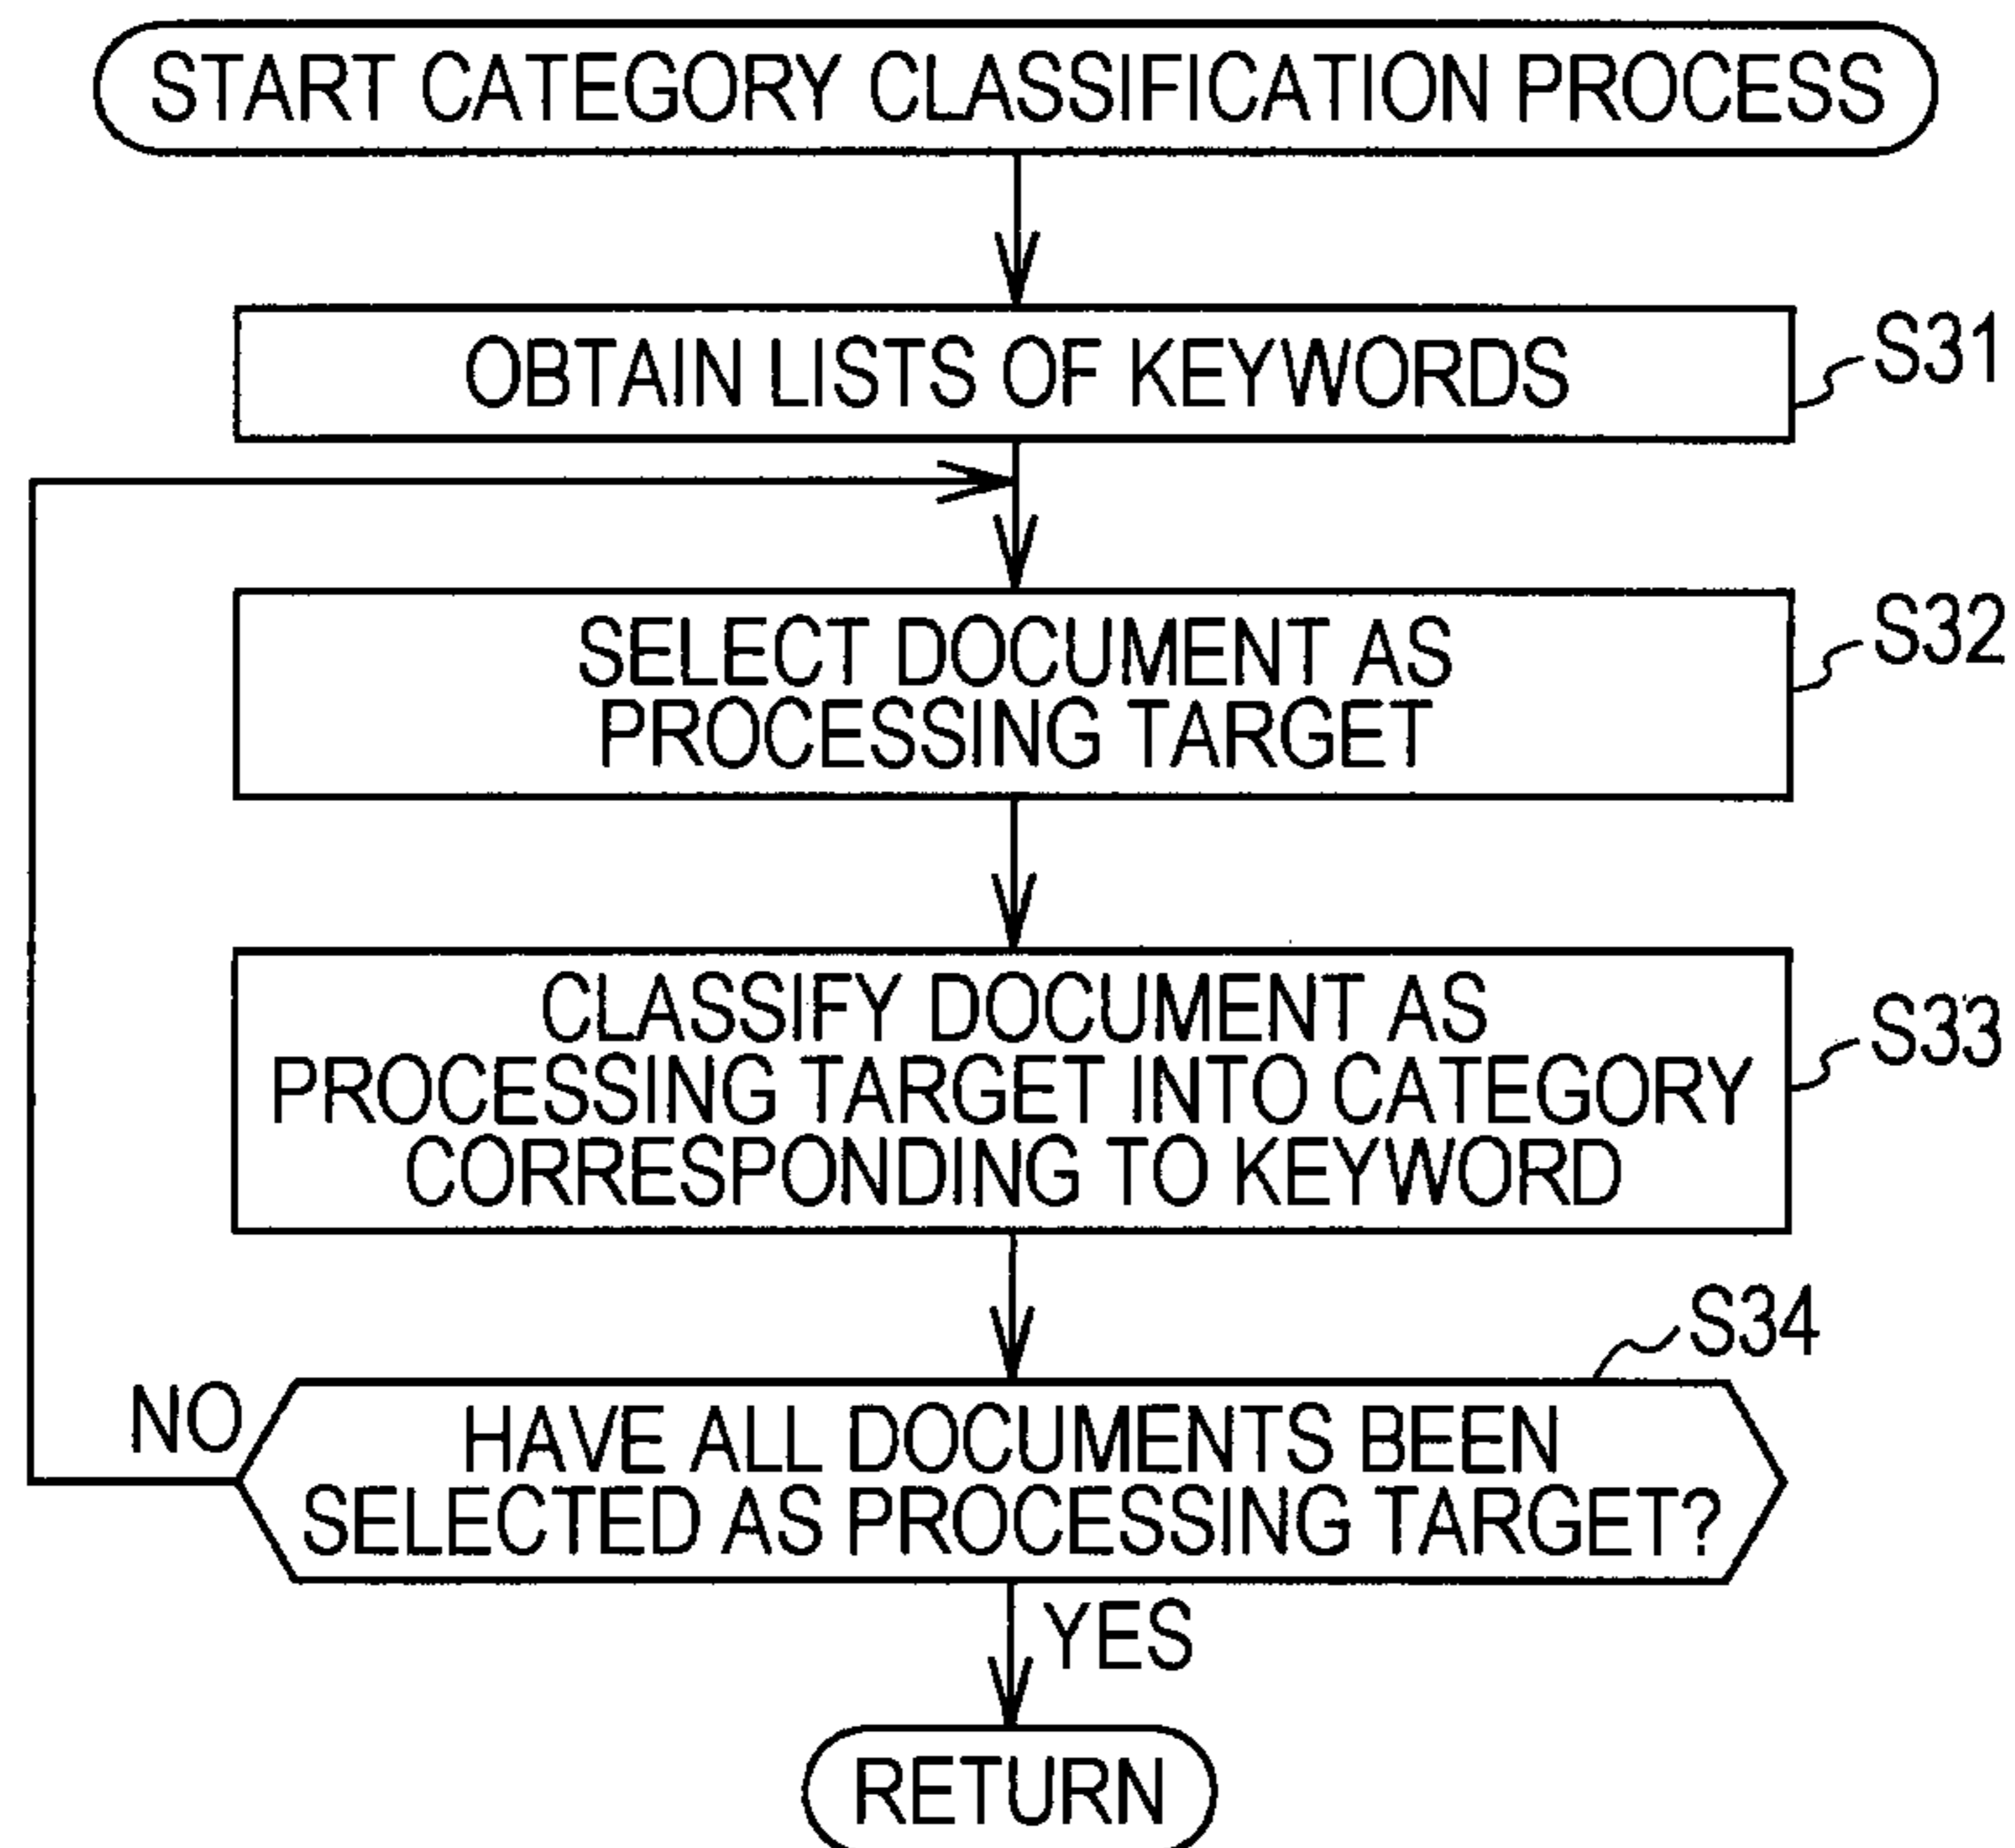 START CATEGORY CLASSIFICATION PROCESS
OBTAIN LISTS OF KEYWORDS
S31
SELECT DOCUMENT AS
PROCESSING TARGET
S32
CLASSIFY DOCUMENT AS
PROCESSING TARGET INTO CATEGORY
CORRESPONDING TO KEYWORD
S33
S34
NO
HAVE ALL DOCUMENTS BEEN
SELECTED AS PROCESSING TARGET?
YES
RETURN